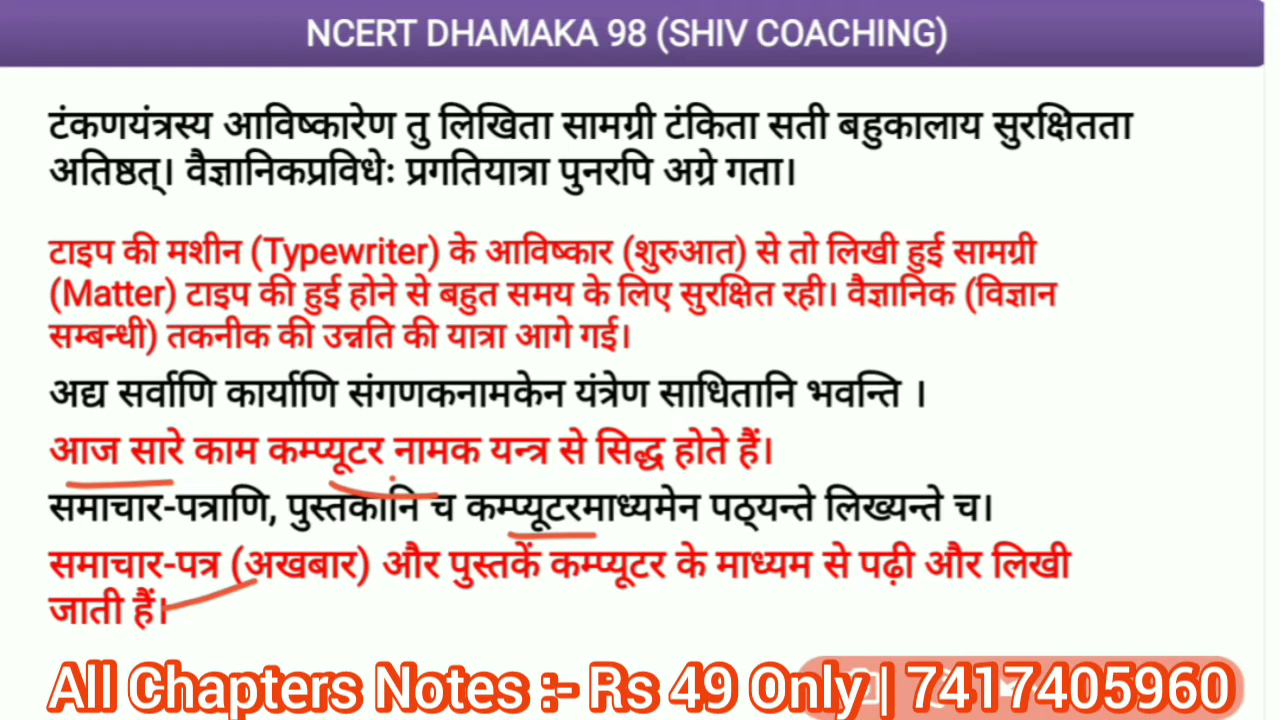 NCERT DHAMAKA 98 (SHIV COACHING)
टंकणयंत्रस्य आविष्कारेण तु लिखिता सामग्री टंकिता सती बहुकालाय सुरक्षितता
अतिष्ठत्। वैज्ञानिकप्रविधेः प्रगतियात्रा पुनरपि अग्रे गता।
टाइप की मशीन (Typewriter) के आविष्कार (शुरुआत) से तो लिखी हुई सामग्री
(Matter) टाइप की हुई होने से बहुत समय के लिए सुरक्षित रही। वैज्ञानिक (विज्ञान
सम्बन्धी) तकनीक की उन्नति की यात्रा आगे गई।
अद्य सर्वाणि कार्याणि संगणकनामकेन यंत्रेण साधितानि भवन्ति ।
आज सारे काम कम्प्यूटर नामक यन्त्र से सिद्ध होते हैं।
समाचार-पत्राणि, पुस्तकानि च कम्प्यूटरमाध्यमेन पठ्यन्ते लिख्यन्ते च।
समाचार-पत्र (अखबार) और पुस्तकें कम्प्यूटर के माध्यम से पढ़ी और लिखी
जाती हैं।
All Chapters Notes :- Rs 49 Only | 7417405960